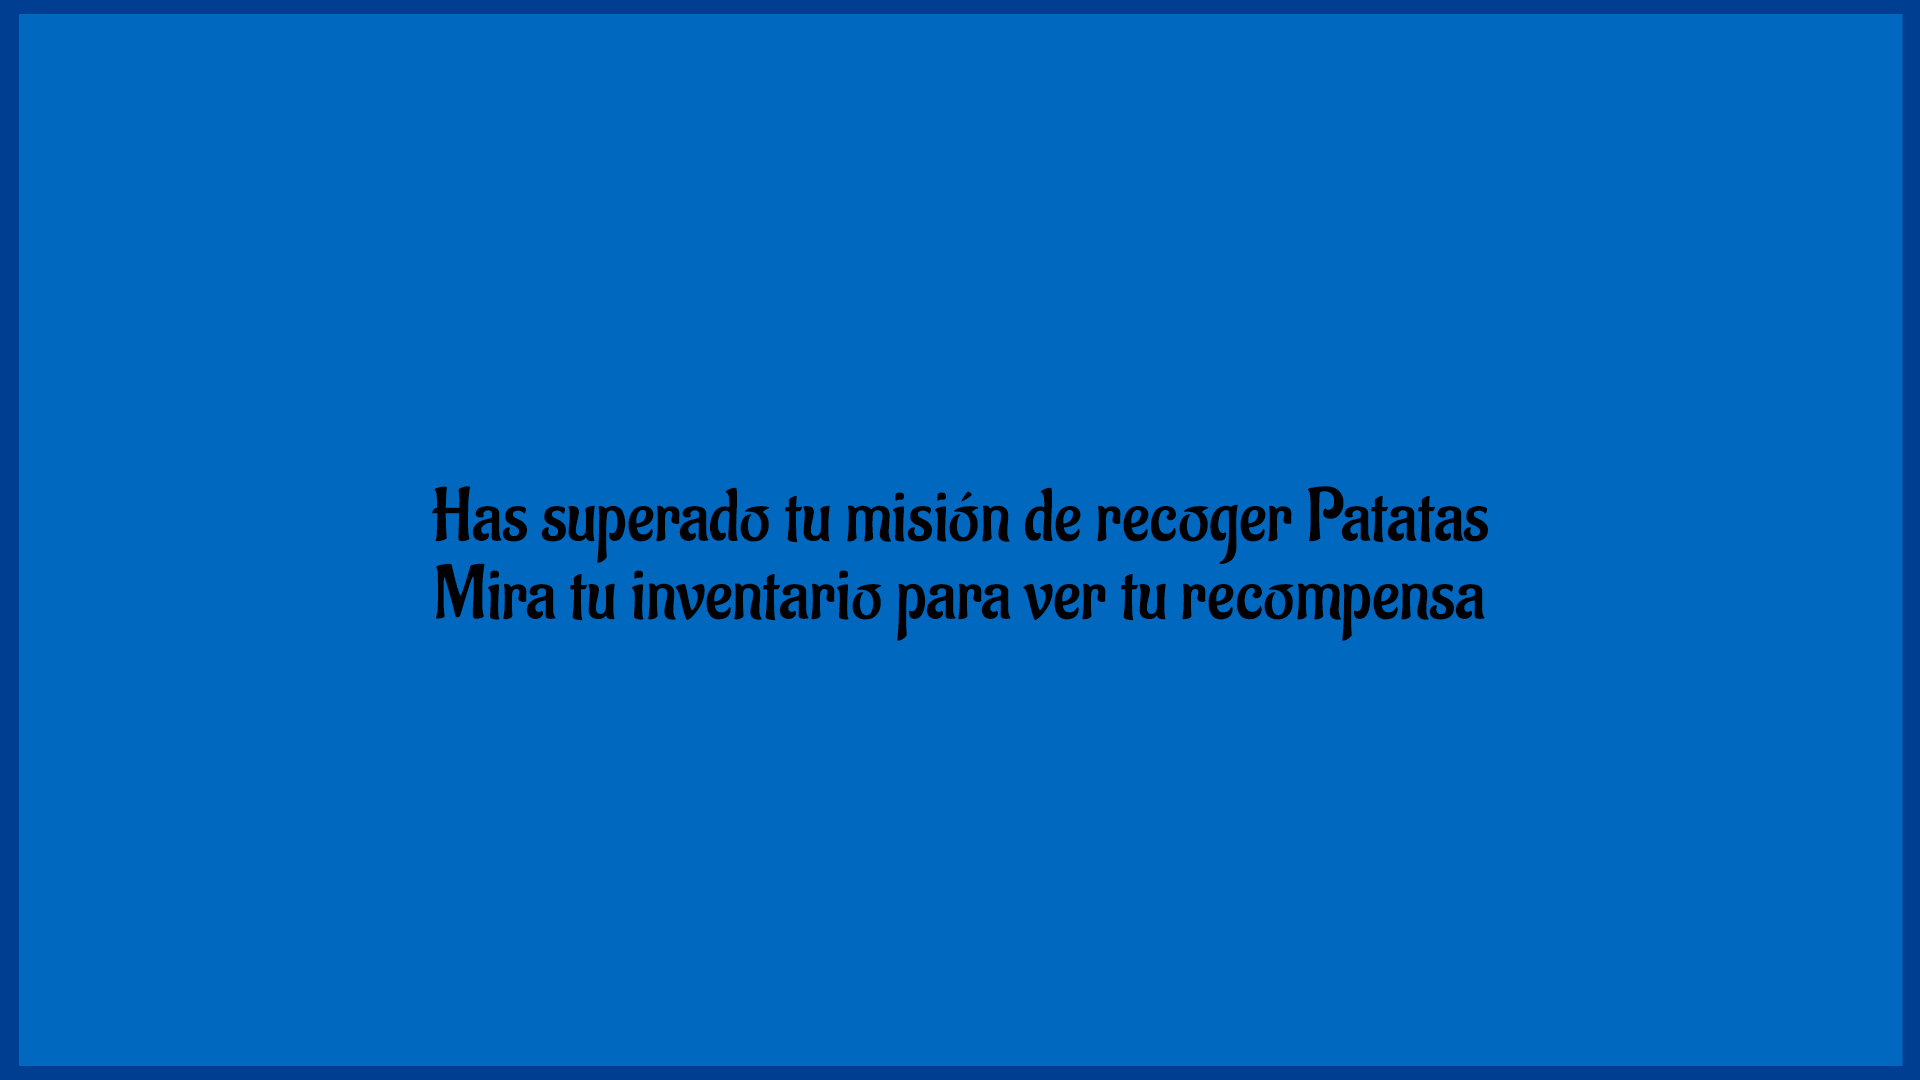 Has superado tu misión de recoger Patatas
Mira tu inventario para ver tu recompensa